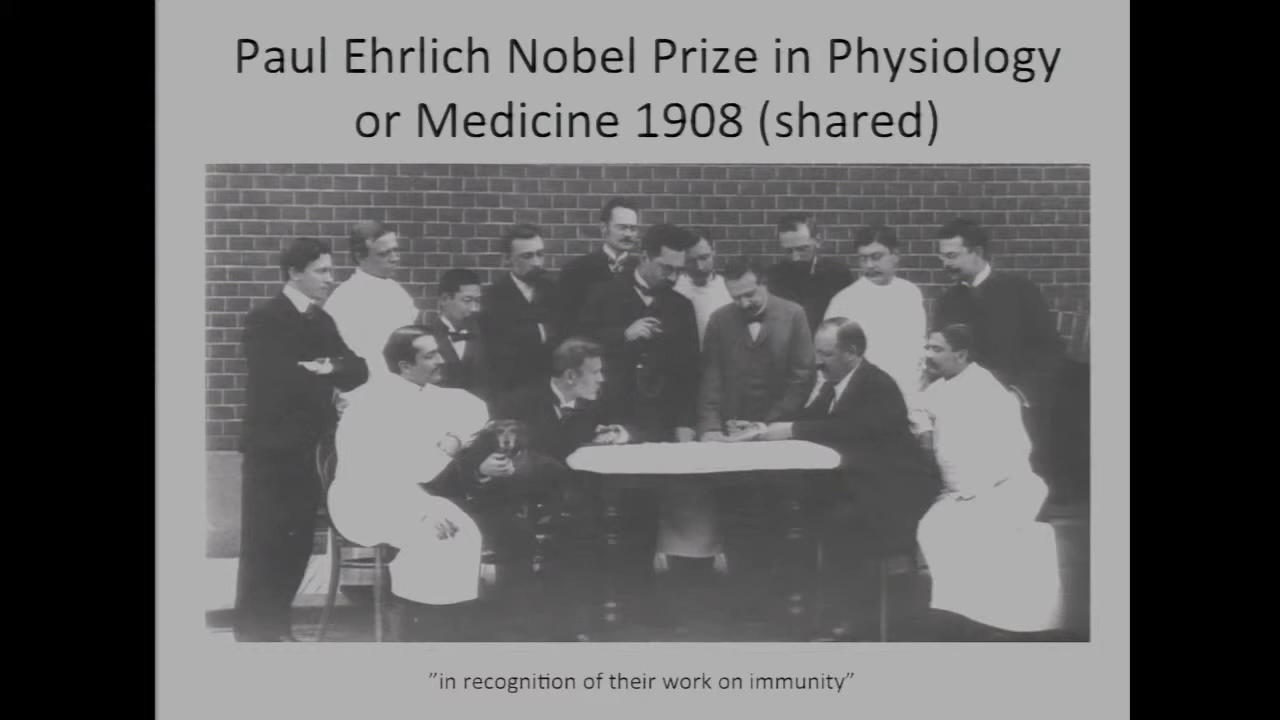 Paul Ehrlich Nobel Prize in Physiology
or Medicine 1908 (shared)
”in recognition of their work on immunity”